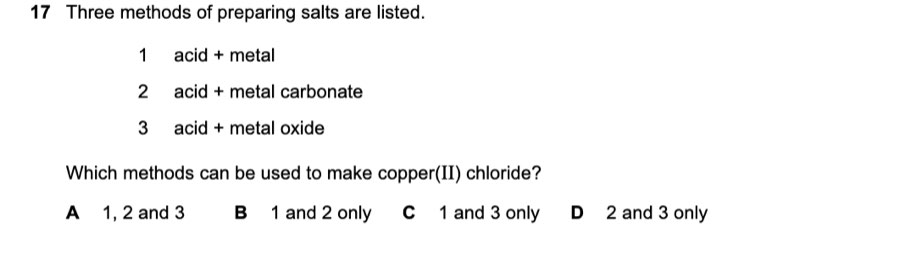 17 Three methods of preparing salts are listed.
1 acid + metal
2 acid + metal carbonate
3 acid + metal oxide
Which methods can be used to make copper(II) chloride?
A 1, 2 and 3 B 1 and 2 only C 1 and 3 only D 2 and 3 only